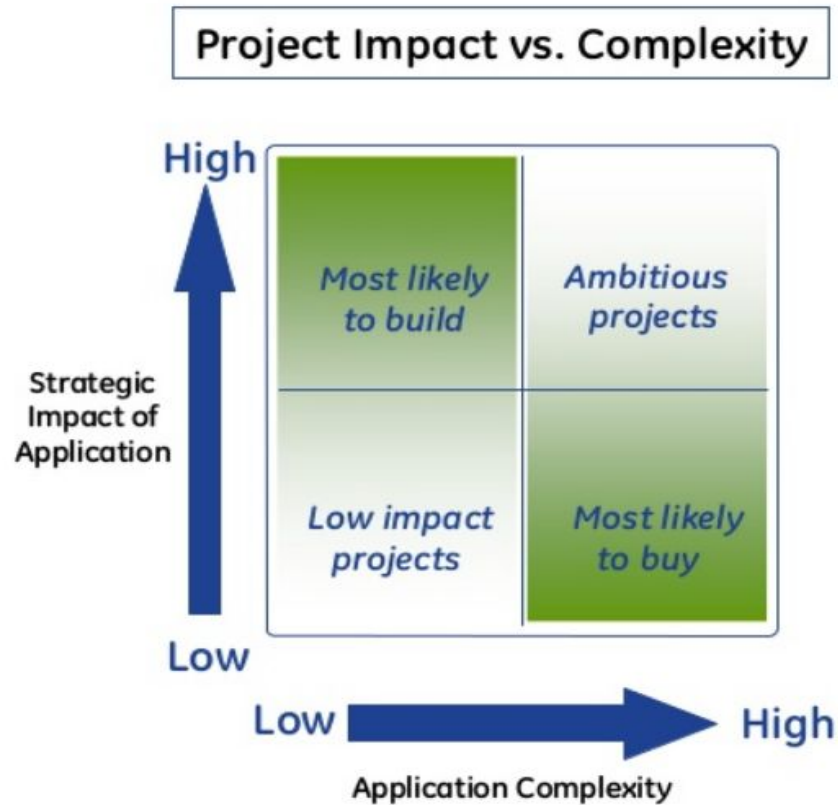 Project Impact vs. Complexity
High
Most likely
to build
Ambitious
projects
Strategic
Impact of
Application
Low impact
projects
Most likely
to buy
Low
Low
High
Application Complexity